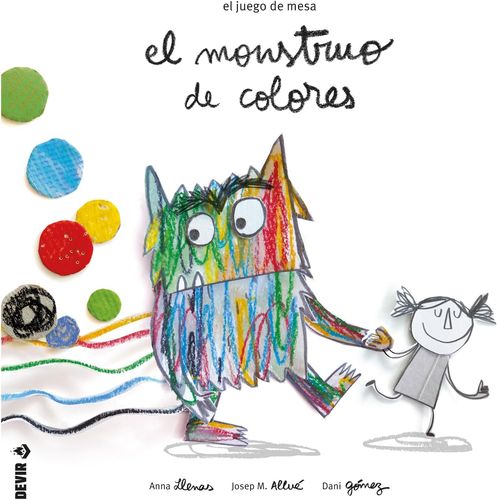 el juego de mesa
el monstruo
de colores
DEVIR
Anna Llenas Josep M. Allué Dani Gómez